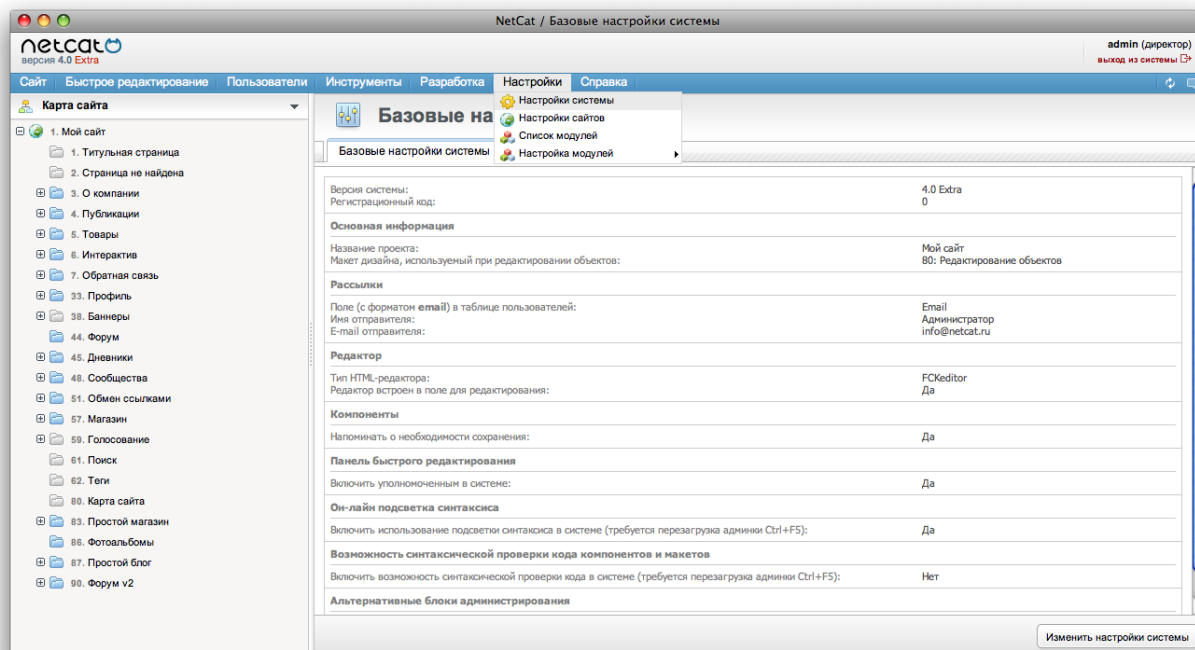 NetCat / Базовые настройки системы
netcat
версия 4.0 Extra
admin (директор)
выход из системы
Сайт Быстрое редактирование Пользователи Инструменты Разработка Настройки Справка
Карта сайта
1. Мой сайт
1. Титульная страница
2. Страница не найдена
3. О компании
4. Публикации
5. Товары
6. Интерактив
7. Обратная связь
33. Профиль
38. Баннеры
44. Форум
45. Дневники
48. Сообщества
51. Обмен ссылками
57. Магазин
59. Голосование
61. Поиск
62. Теги
80. Карта сайта
83. Простой магазин
86. Фотоальбомы
87. Простой блог
90. Форум v2
Настройки системы
Настройки сайтов
Список модулей
Настройка модулей
Базовые на
Базовые настройки системы
Версия системы: 4.0 Extra
Регистрационный код: 0
Основная информация
Название проекта: Мой сайт
Макет дизайна, используемый при редактировании объектов: 80: Редактирование объектов
Рассылки
Поле (с форматом email) в таблице пользователей: Email
Имя отправителя: Администратор
E-mail отправителя: info@netcat.ru
Редактор
Тип HTML-редактора: FCKeditor
Редактор встроен в поле для редактирования: Да
Компоненты
Напоминать о необходимости сохранения: Да
Панель быстрого редактирования
Включить уполномоченным в системе: Да
Он-лайн подсветка синтаксиса
Включить использование подсветки синтаксиса в системе (требуется перезагрузка админки Ctrl+F5): Да
Возможность синтаксической проверки кода компонентов и макетов
Включить возможность синтаксической проверки кода в системе (требуется перезагрузка админки Ctrl+F5): Нет
Альтернативные блоки администрирования
Изменить настройки системы